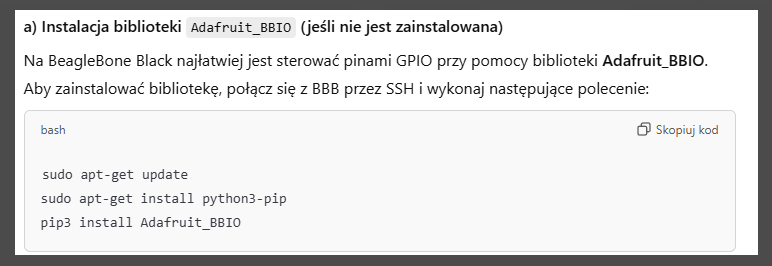 a) Instalacja biblioteki Adafruit_BBIO (jeśli nie jest zainstalowana)
Na BeagleBone Black najłatwiej jest sterować pinami GPIO przy pomocy biblioteki Adafruit_BBIO.
Aby zainstalować bibliotekę, połącz się z BBB przez SSH i wykonaj następujące polecenie:
bash
Skopiuj kod
sudo apt-get update
sudo apt-get install python3-pip
pip3 install Adafruit_BBIO